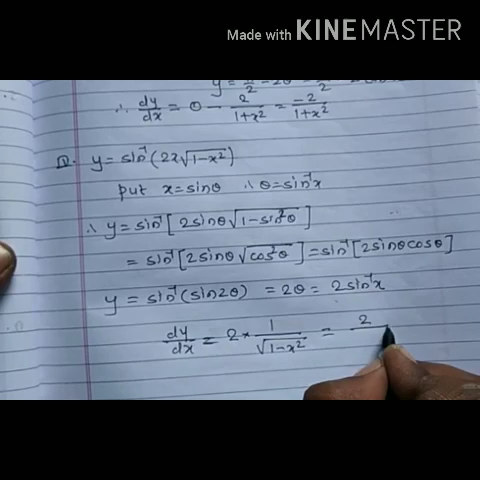 Made with KINEMASTER
∴ dy/dx = 0 - 2/1+x² = -2/1+x²
Q. y = sin⁻¹(2x√1-x²)
put x = sinθ ∴ θ = sin⁻¹x
∴ y = sin⁻¹[2sinθ√1-sin²θ]
= sin⁻¹[2sinθ√cos²θ] = sin⁻¹[2sinθcosθ]
y = sin⁻¹(sin2θ) = 2θ = 2sin⁻¹x
dy/dx = 2 * 1/√1-x² = 2